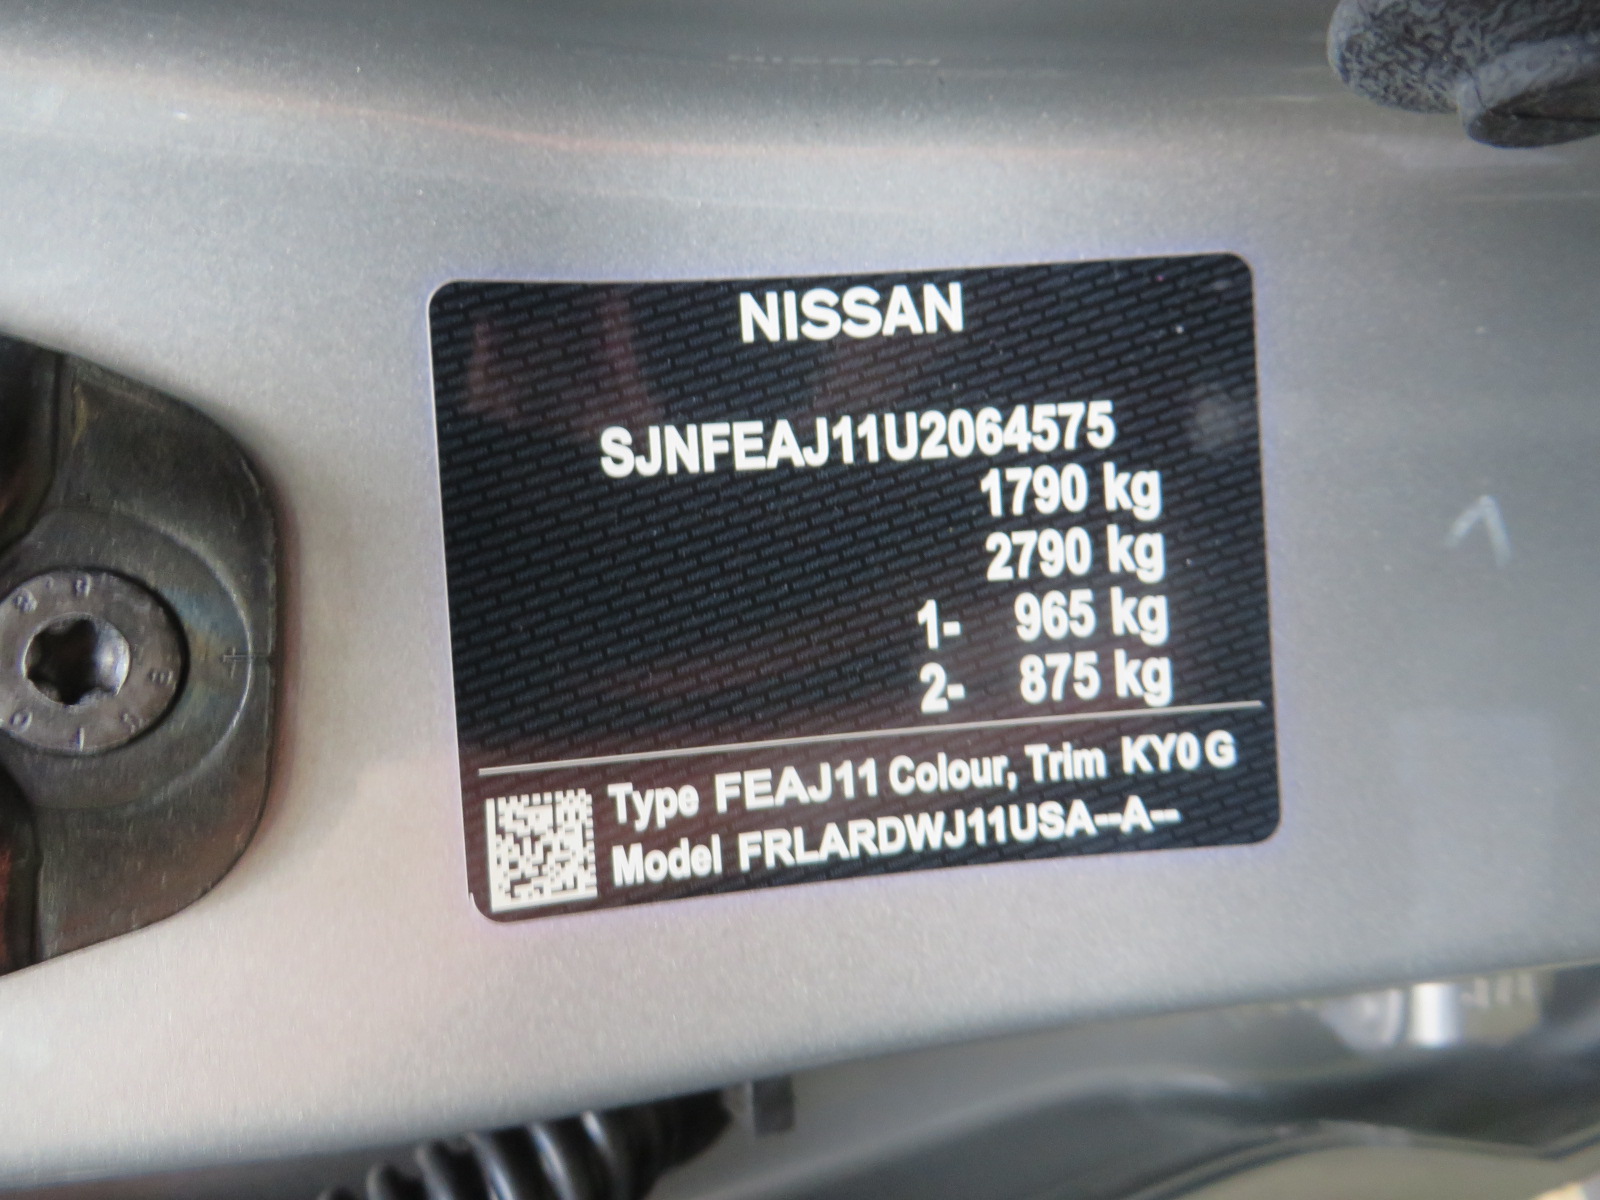 NISSAN
SJNFEAJ11U2064575
1790 kg
2790 kg
1- 965 kg
2- 875 kg
Type FEAJ11 Colour, Trim KY0 G
Model FRLARDWJ11USA--A--